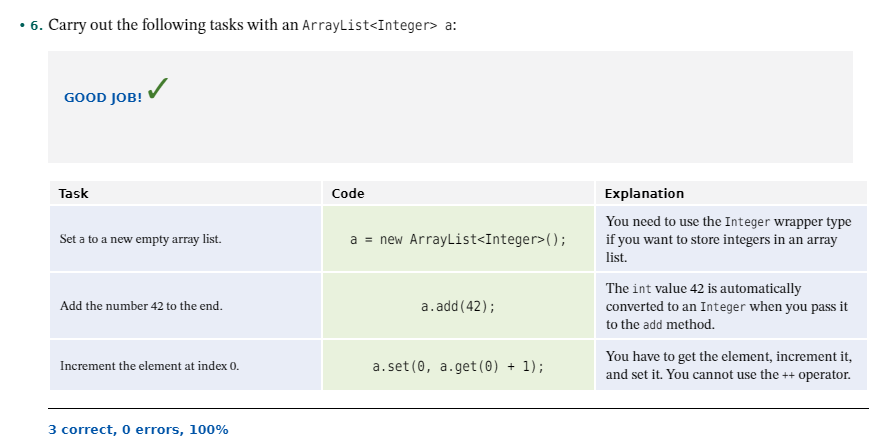 • 6. Carry out the following tasks with an ArrayList<Integer> a:
GOOD JOB! ✓
Task Code Explanation
Set a to a new empty array list.
a = new ArrayList<Integer>();
You need to use the Integer wrapper type
if you want to store integers in an array
list.
Add the number 42 to the end.
a.add(42);
The int value 42 is automatically
converted to an Integer when you pass it
to the add method.
Increment the element at index 0.
a.set(0, a.get(0) + 1);
You have to get the element, increment it,
and set it. You cannot use the ++ operator.
3 correct, 0 errors, 100%